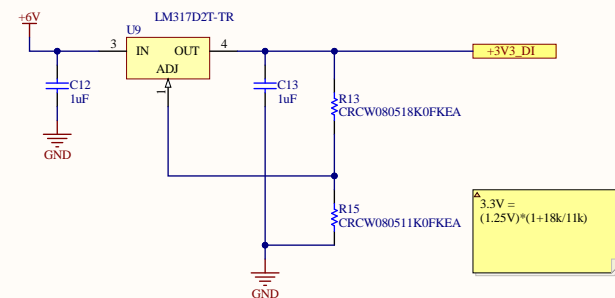 +6V
LM317D2T-TR
U9
3
IN
OUT
4
ADJ
1
C12
1uF
GND
C13
1uF
+3V3_DI
R13
CRCW080518K0FKEA
R15
CRCW080511K0FKEA
GND
3.3V =
(1.25V)*(1+18k/11k)